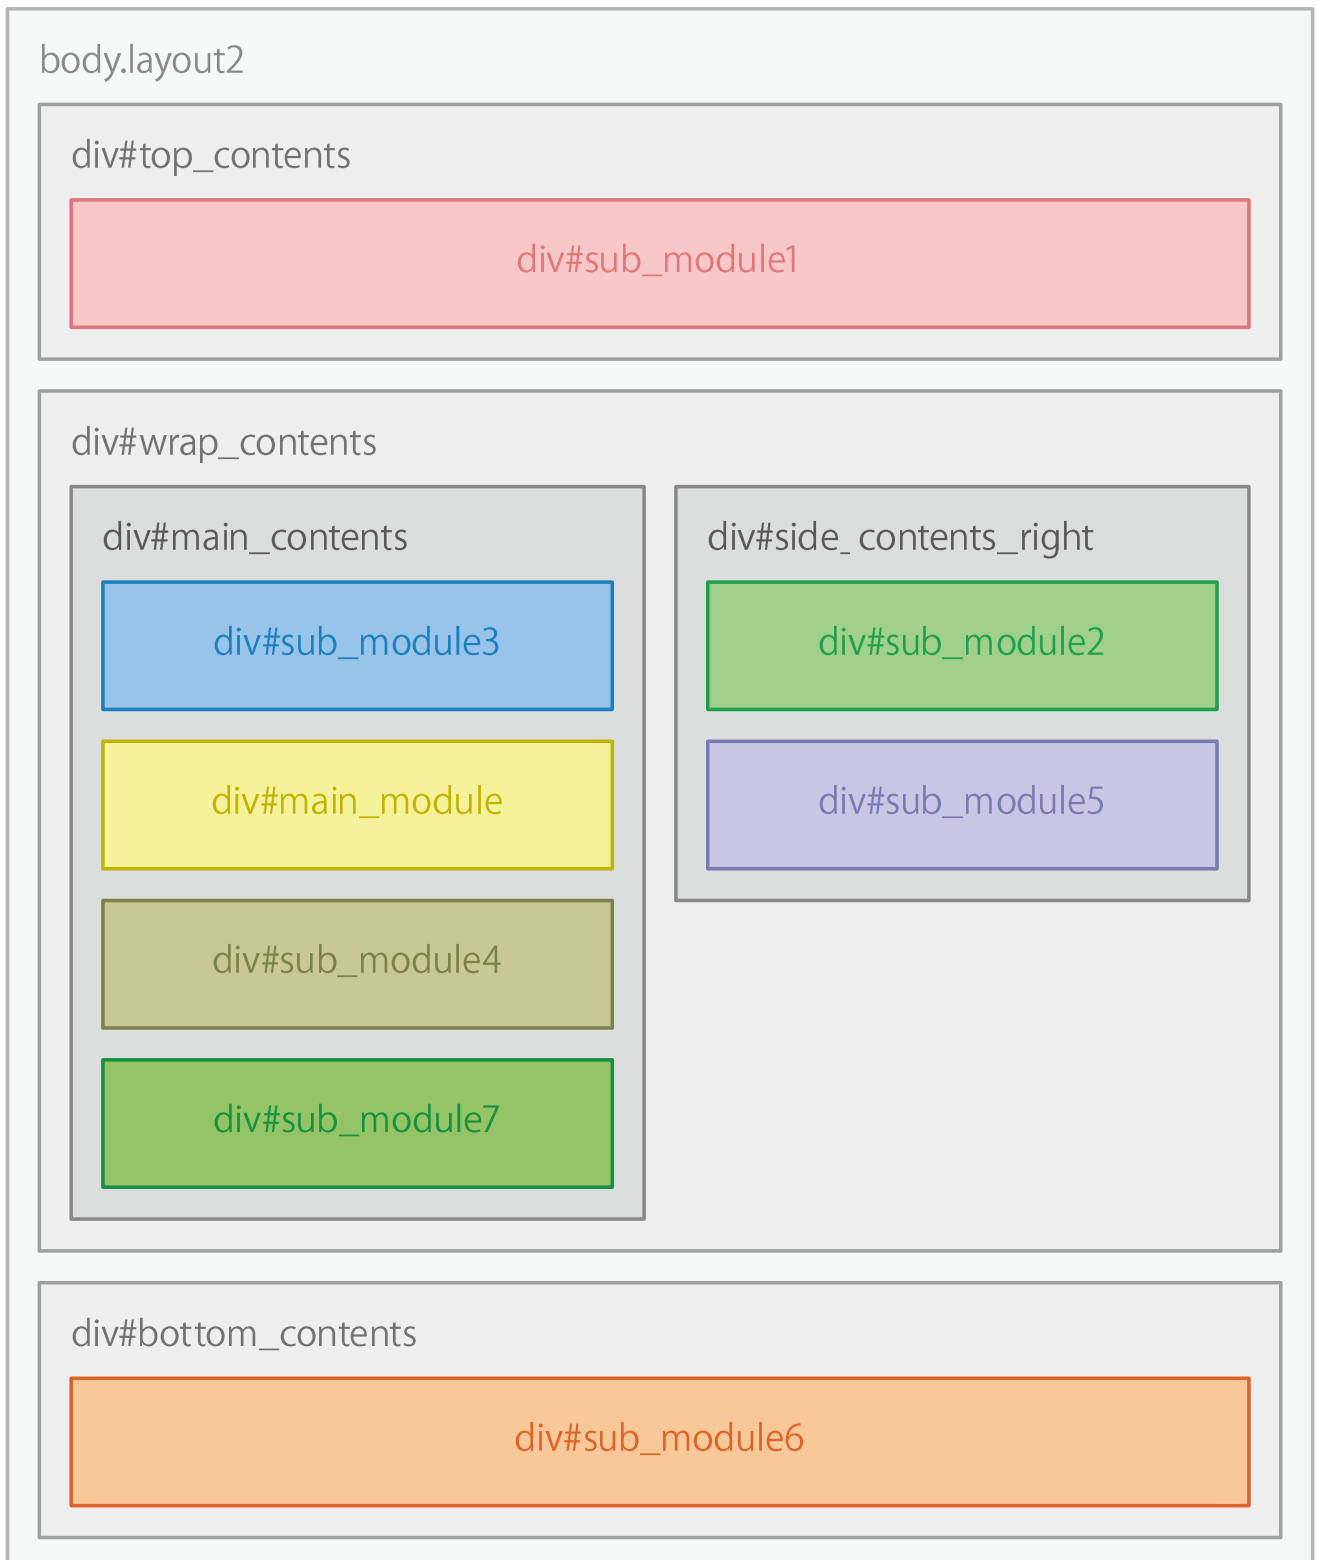 body.layout2
div#top_contents
div#sub_module1
div#wrap_contents
div#main_contents
div#sub_module3
div#main_module
div#sub_module4
div#sub_module7
div#side_ contents_right
div#sub_module2
div#sub_module5
div#bottom_contents
div#sub_module6